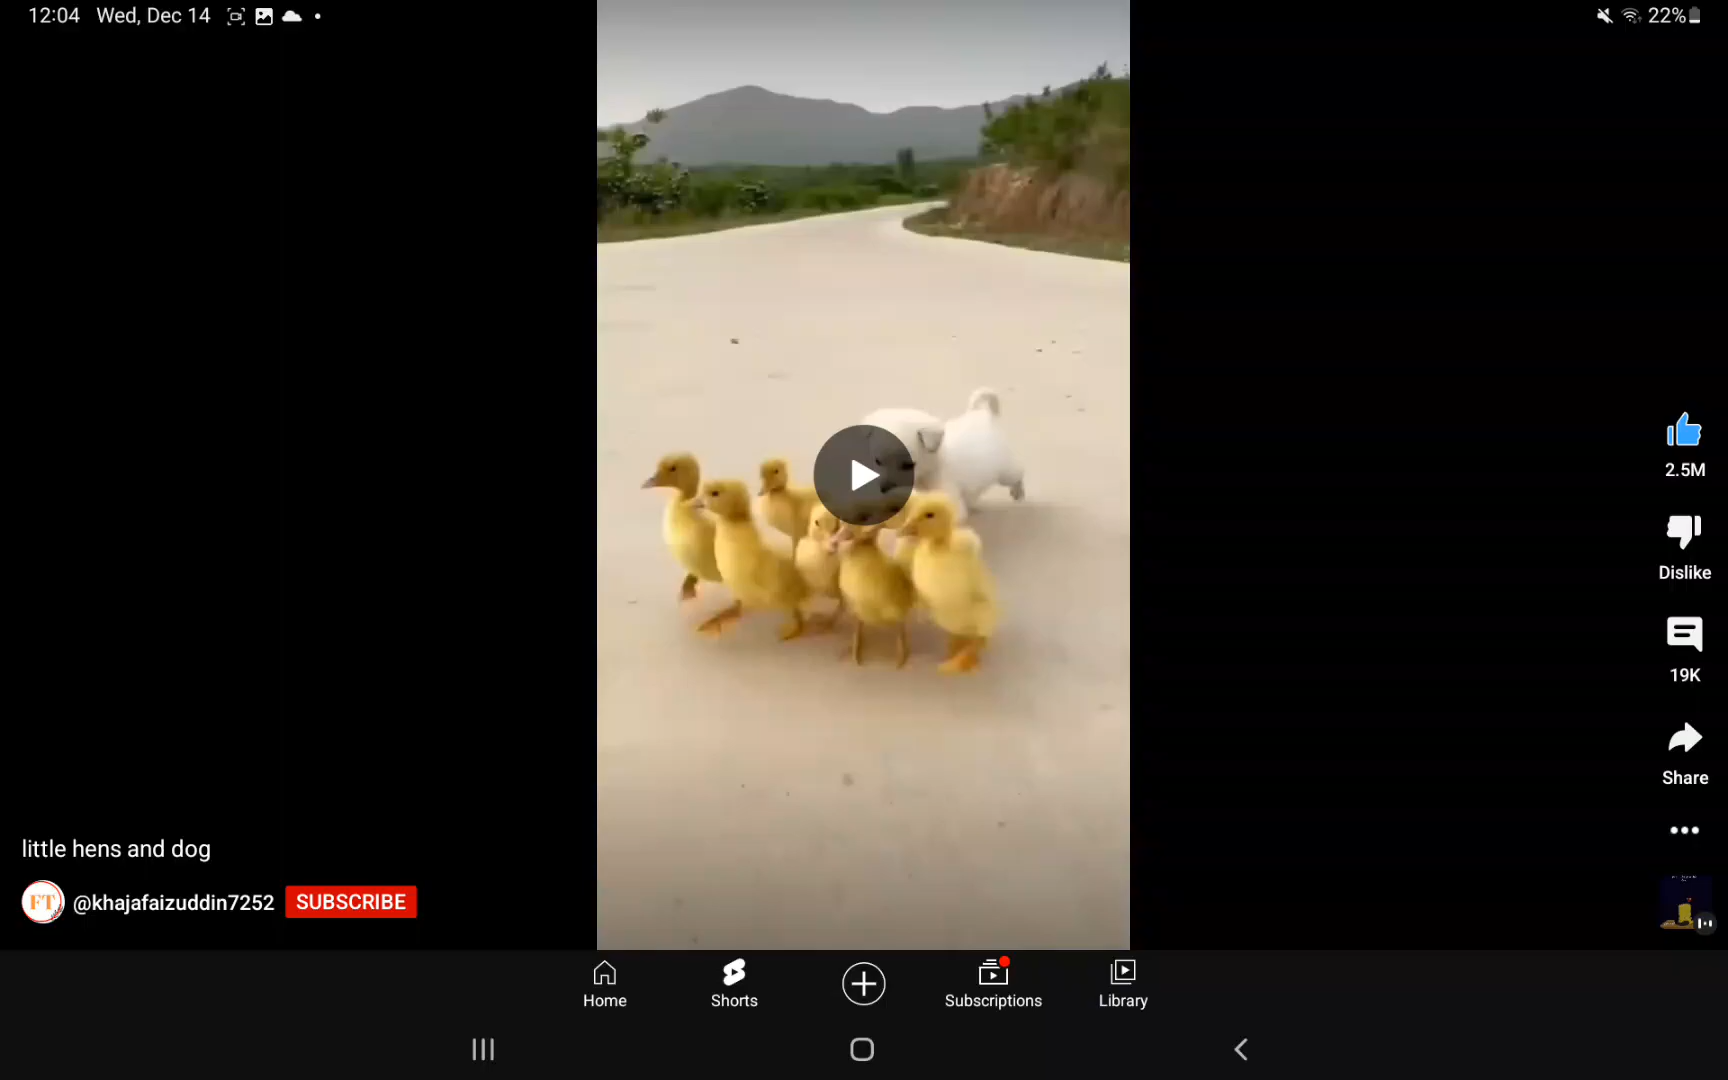 12:04 Wed, Dec 14
22%
2.5M
Dislike
19K
Share
little hens and dog
FT
@khajafaizuddin7252 SUBSCRIBE
Home
Shorts
Subscriptions
Library